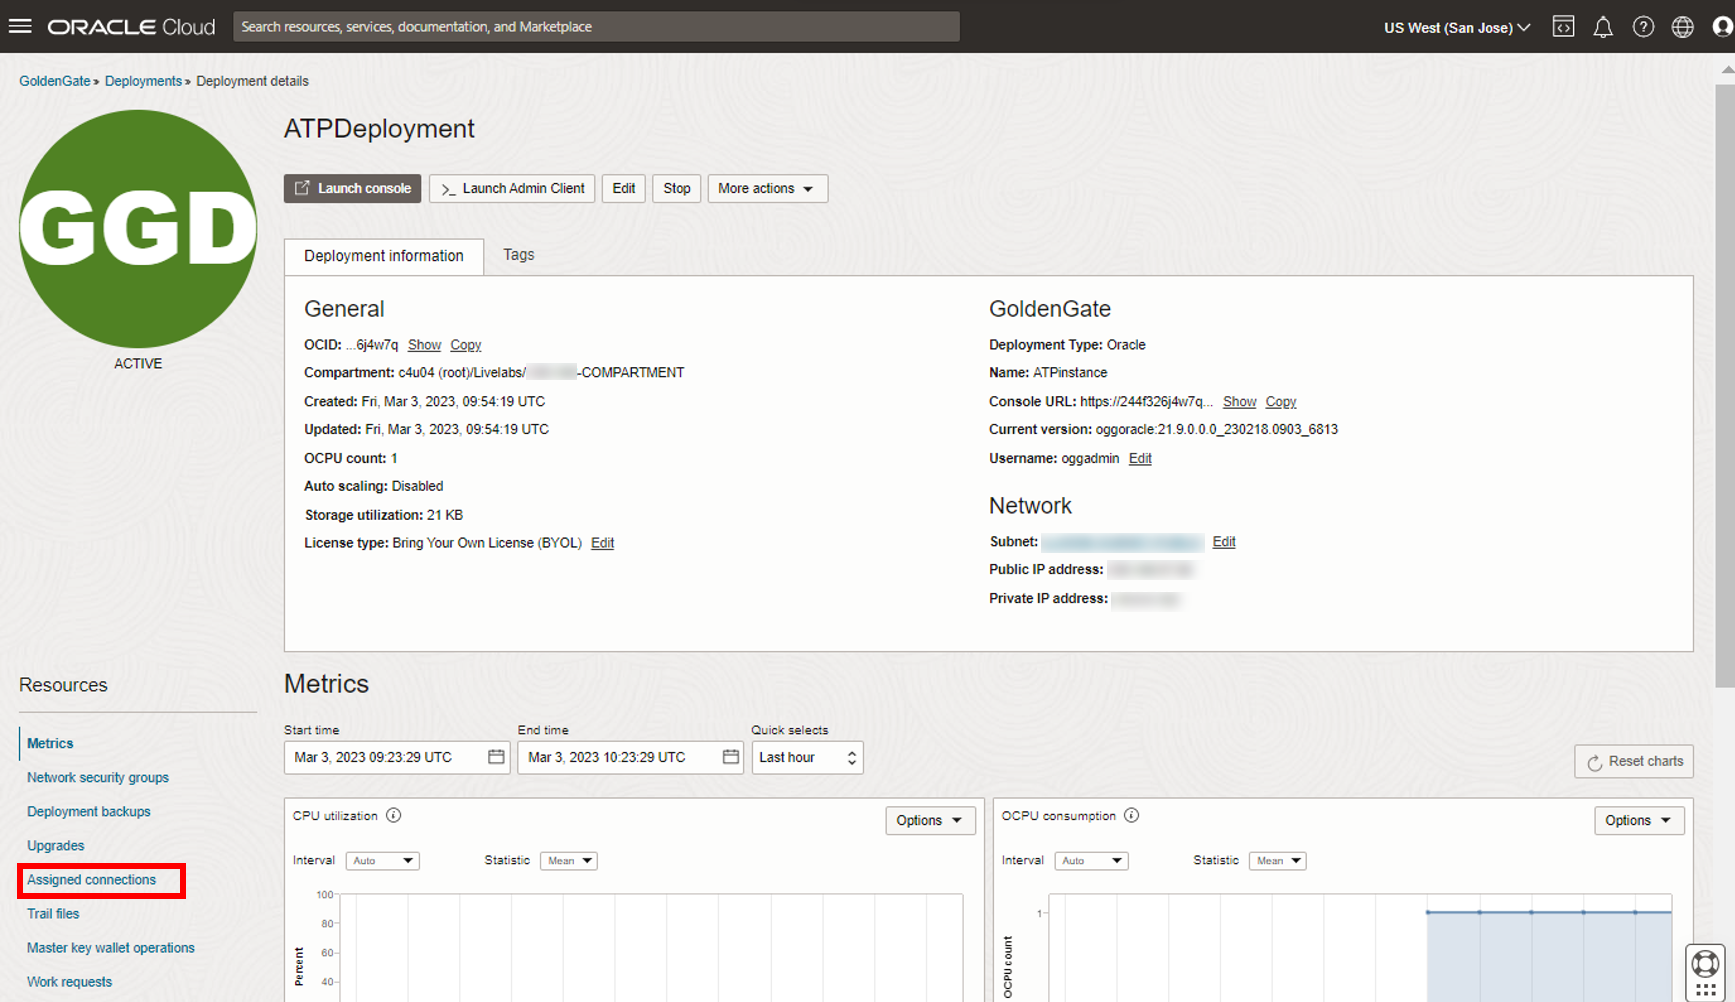 ORACLE Cloud
Search resources, services, documentation, and Marketplace
US West (San Jose)
GoldenGate » Deployments » Deployment details
GGD
ACTIVE
ATPDeployment
Launch console
>_ Launch Admin Client
Edit
Stop
More actions
Deployment information
Tags
General
OCID: ...6j4w7q Show Copy
Compartment: c4u04 (root)/Livelabs/ -COMPARTMENT
Created: Fri, Mar 3, 2023, 09:54:19 UTC
Updated: Fri, Mar 3, 2023, 09:54:19 UTC
OCPU count: 1
Auto scaling: Disabled
Storage utilization: 21 KB
License type: Bring Your Own License (BYOL) Edit
GoldenGate
Deployment Type: Oracle
Name: ATPinstance
Console URL: https://244f326j4w7q... Show Copy
Current version: oggoracle:21.9.0.0.0_230218.0903_6813
Username: oggadmin Edit
Network
Subnet: Edit
Public IP address:
Private IP address:
Resources
Metrics
Network security groups
Deployment backups
Upgrades
Assigned connections
Trail files
Master key wallet operations
Work requests
Metrics
Start time
Mar 3, 2023 09:23:29 UTC
End time
Mar 3, 2023 10:23:29 UTC
Quick selects
Last hour
Reset charts
CPU utilization
Options
Interval Auto
Statistic Mean
100
80
60
40
Percent
OCPU consumption
Options
Interval Auto
Statistic Mean
1
OCPU count